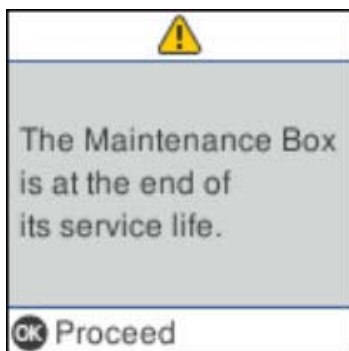 The Maintenance Box
is at the end of
its service life.
OK Proceed